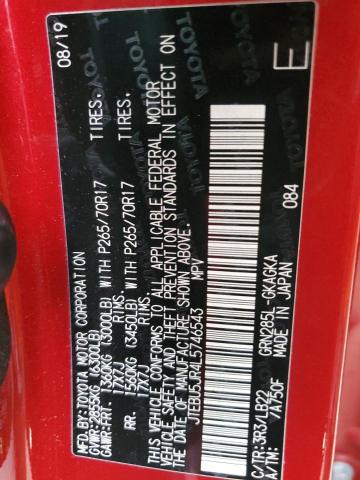 MFD.BY:TOYOTA MOTOR CORPORATION 08/19
GVWR:2855KG (6300LB)
GAWR-FRT. 1360KG (3000LB) WITH P265/70R17 TIRES,
17X7J RIMS,
RR. 1560KG (3450LB) WITH P265/70R17 TIRES,
17X7J RIMS,
THIS VEHICLE CONFORMS TO ALL APPLICABLE FEDERAL MOTOR
VEHICLE SAFETY AND THEFT PREVENTION STANDARDS IN EFFECT ON
THE DATE OF MANUFACTURE SHOWN ABOVE.
JTEBU5JR4L5746543 MPV
084 E
C/TR:3R3/LB22 GRN285L-GKAGKA
A/TM: /A750F MADE IN JAPAN
TOYOTA